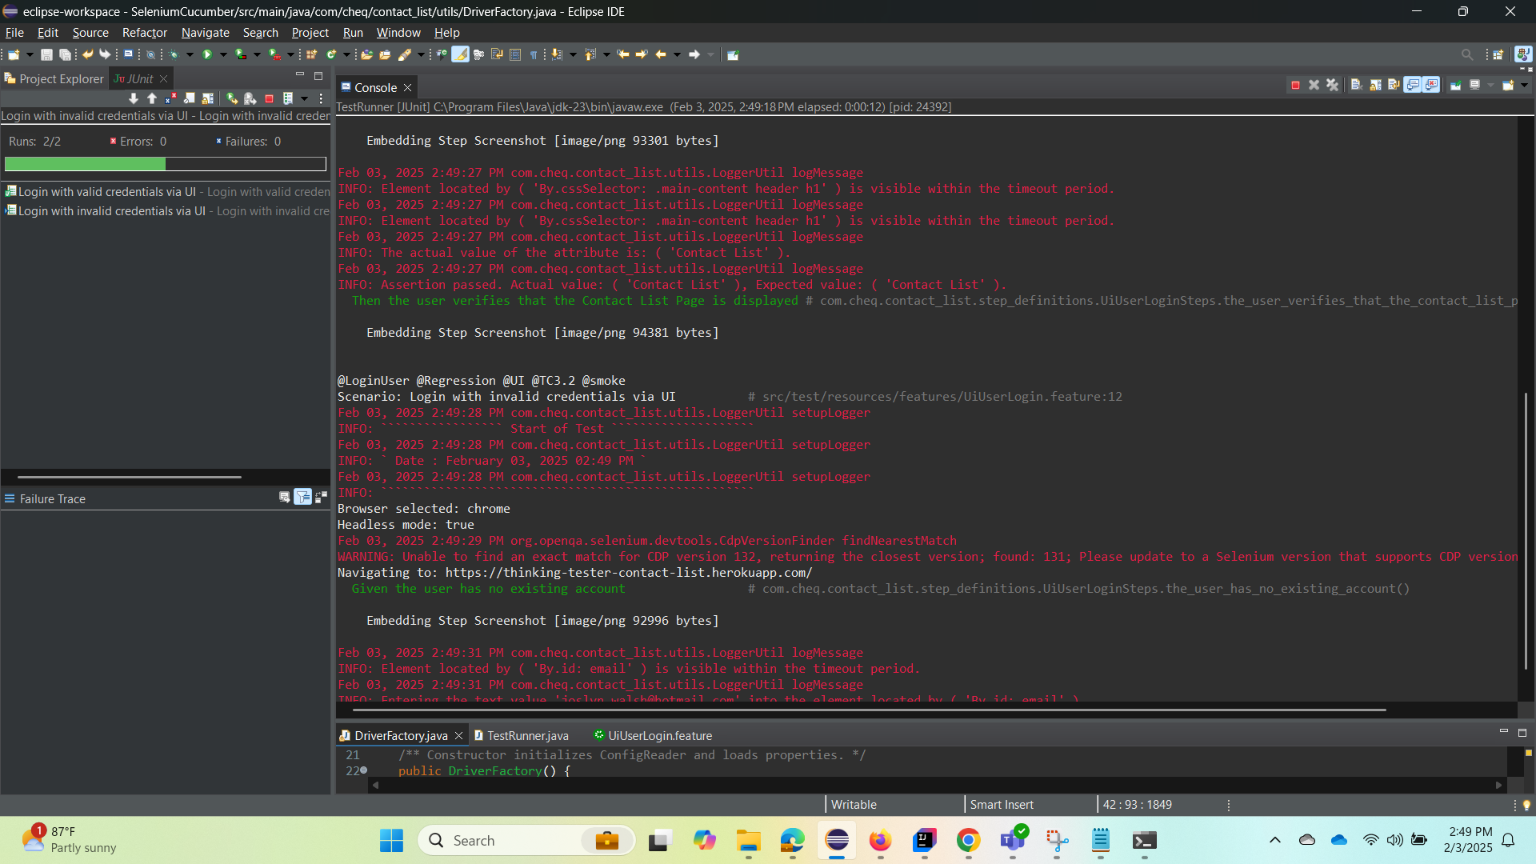 eclipse-workspace - SeleniumCucumber/src/main/java/com/cheq/contact_list/utils/DriverFactory.java - Eclipse IDE
File Edit Source Refactor Navigate Search Project Run Window Help
Project Explorer
JUnit
Console
TestRunner [JUnit] C:\Program Files\Java\jdk-23\bin\javaw.exe (Feb 3, 2025, 2:49:18 PM elapsed: 0:00:12) [pid: 24392]
Login with invalid credentials via UI - Login with invalid creder
Runs: 2/2
Errors: 0
Failures: 0
Login with valid credentials via UI - Login with valid creden
Login with invalid credentials via UI - Login with invalid cre
Failure Trace
Embedding Step Screenshot [image/png 93301 bytes]
Feb 03, 2025 2:49:27 PM com.cheq.contact_list.utils.LoggerUtil logMessage
INFO: Element located by ( 'By.cssSelector: .main-content header h1' ) is visible within the timeout period.
Feb 03, 2025 2:49:27 PM com.cheq.contact_list.utils.LoggerUtil logMessage
INFO: Element located by ( 'By.cssSelector: .main-content header h1' ) is visible within the timeout period.
Feb 03, 2025 2:49:27 PM com.cheq.contact_list.utils.LoggerUtil logMessage
INFO: The actual value of the attribute is: ( 'Contact List' ).
Feb 03, 2025 2:49:27 PM com.cheq.contact_list.utils.LoggerUtil logMessage
INFO: Assertion passed. Actual value: ( 'Contact List' ), Expected value: ( 'Contact List' ).
Then the user verifies that the Contact List Page is displayed # com.cheq.contact_list.step_definitions.UiUserLoginSteps.the_user_verifies_that_the_contact_list_p
Embedding Step Screenshot [image/png 94381 bytes]
@LoginUser @Regression @UI @TC3.2 @smoke
Scenario: Login with invalid credentials via UI # src/test/resources/features/UiUserLogin.feature:12
Feb 03, 2025 2:49:28 PM com.cheq.contact_list.utils.LoggerUtil setupLogger
INFO: ````````````````` Start of Test ````````````````````
Feb 03, 2025 2:49:28 PM com.cheq.contact_list.utils.LoggerUtil setupLogger
INFO: ` Date : February 03, 2025 02:49 PM `
Feb 03, 2025 2:49:28 PM com.cheq.contact_list.utils.LoggerUtil setupLogger
INFO: ````````````````````````````````````````````````````
Browser selected: chrome
Headless mode: true
Feb 03, 2025 2:49:29 PM org.openqa.selenium.devtools.CdpVersionFinder findNearestMatch
WARNING: Unable to find an exact match for CDP version 132, returning the closest version; found: 131; Please update to a Selenium version that supports CDP version
Navigating to: https://thinking-tester-contact-list.herokuapp.com/
Given the user has no existing account # com.cheq.contact_list.step_definitions.UiUserLoginSteps.the_user_has_no_existing_account()
Embedding Step Screenshot [image/png 92996 bytes]
Feb 03, 2025 2:49:31 PM com.cheq.contact_list.utils.LoggerUtil logMessage
INFO: Element located by ( 'By.id: email' ) is visible within the timeout period.
Feb 03, 2025 2:49:31 PM com.cheq.contact_list.utils.LoggerUtil logMessage
INFO: Entering the text value 'joslyn.walsh@hotmail.com' into the element located by ( 'By.id: email' )
DriverFactory.java
TestRunner.java
UiUserLogin.feature
21 /** Constructor initializes ConfigReader and loads properties. */
22 public DriverFactory() {
Writable
Smart Insert
42 : 93 : 1849
1
87°F
Partly sunny
Search
2:49 PM
2/3/2025